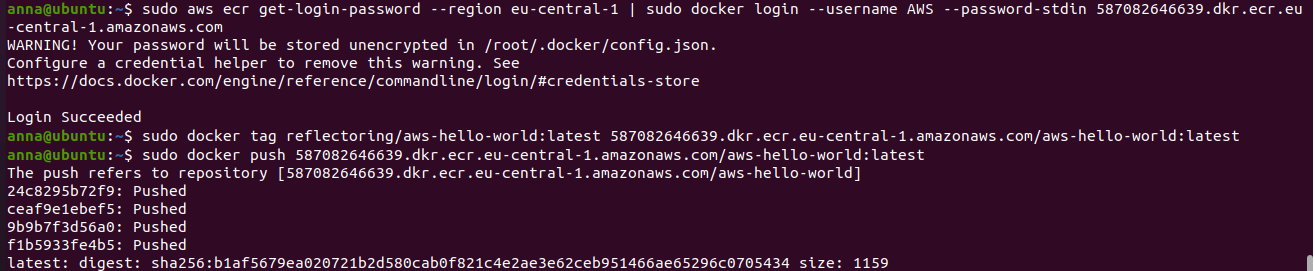 anna@ubuntu:~$ sudo aws ecr get-login-password --region eu-central-1 | sudo docker login --username AWS --password-stdin 587082646639.dkr.ecr.eu
-central-1.amazonaws.com
WARNING! Your password will be stored unencrypted in /root/.docker/config.json.
Configure a credential helper to remove this warning. See
https://docs.docker.com/engine/reference/commandline/login/#credentials-store
Login Succeeded
anna@ubuntu:~$ sudo docker tag reflectoring/aws-hello-world:latest 587082646639.dkr.ecr.eu-central-1.amazonaws.com/aws-hello-world:latest
anna@ubuntu:~$ sudo docker push 587082646639.dkr.ecr.eu-central-1.amazonaws.com/aws-hello-world:latest
The push refers to repository [587082646639.dkr.ecr.eu-central-1.amazonaws.com/aws-hello-world]
24c8295b72f9: Pushed
ceaf9e1ebef5: Pushed
9b9b7f3d56a0: Pushed
f1b5933fe4b5: Pushed
latest: digest: sha256:b1af5679ea020721b2d580cab0f821c4e2ae3e62ceb951466ae65296c0705434 size: 1159